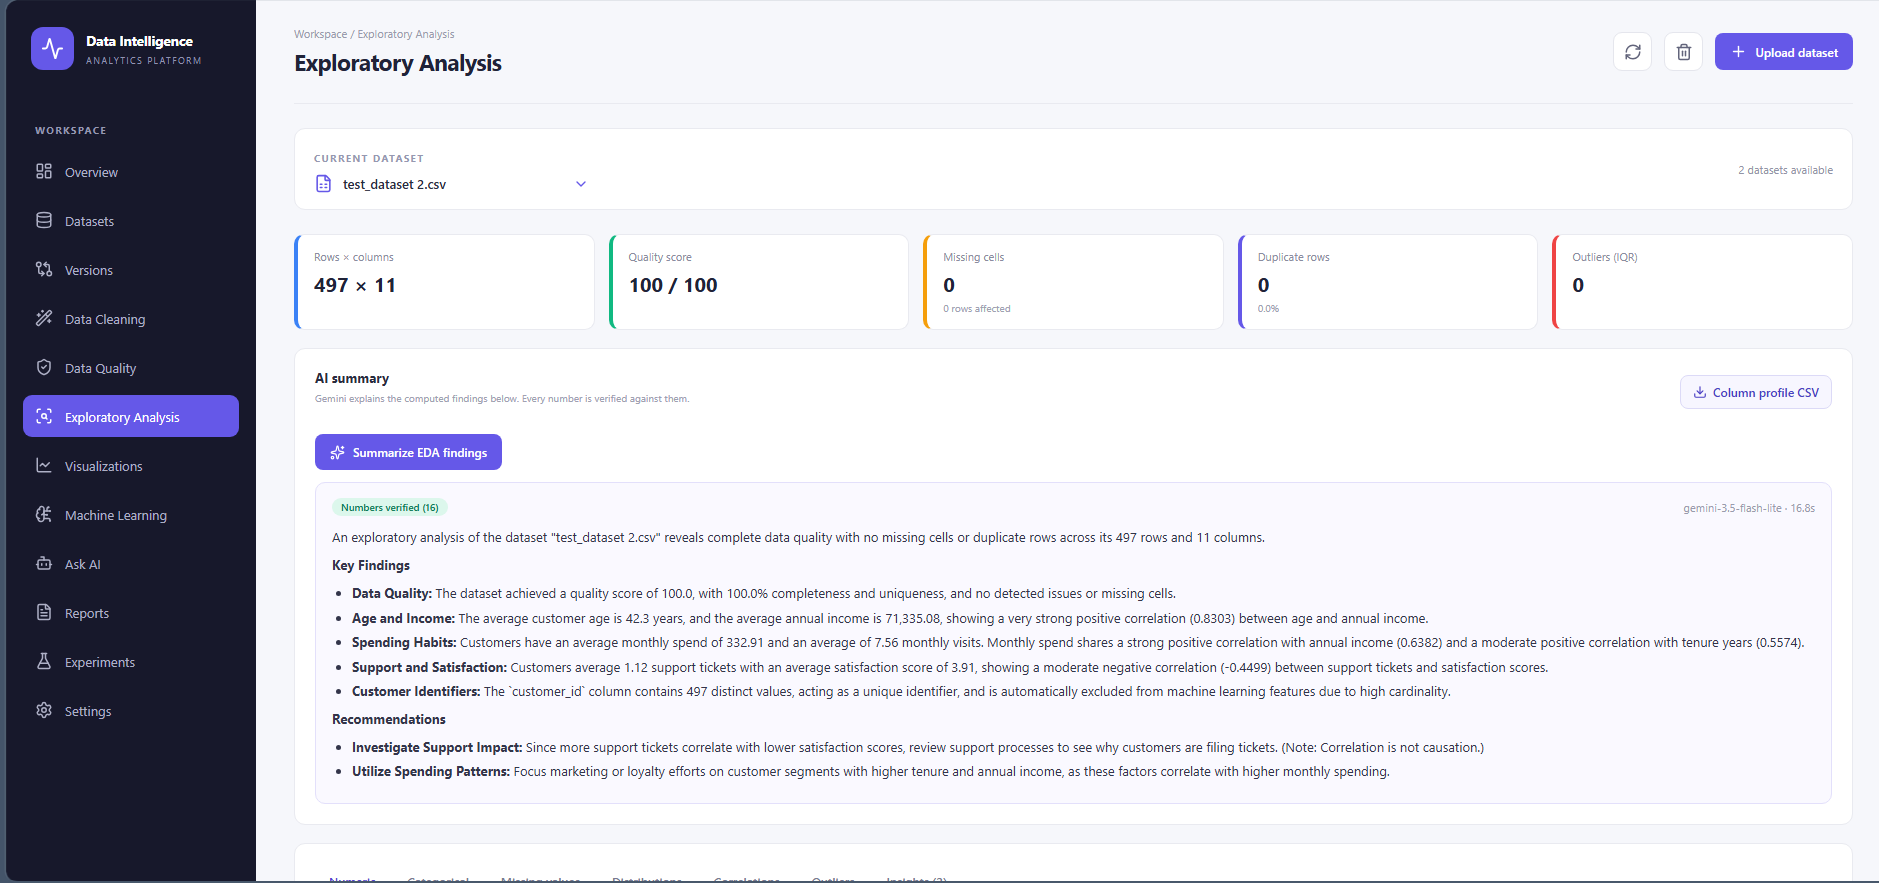 Data Intelligence
ANALYTICS PLATFORM
WORKSPACE
Overview
Datasets
Versions
Data Cleaning
Data Quality
Exploratory Analysis
Visualizations
Machine Learning
Ask AI
Reports
Experiments
Settings
Workspace / Exploratory Analysis
Exploratory Analysis
Upload dataset
CURRENT DATASET
test_dataset 2.csv
2 datasets available
Rows × columns
497 × 11
Quality score
100 / 100
Missing cells
0
0 rows affected
Duplicate rows
0
0.0%
Outliers (IQR)
0
AI summary
Gemini explains the computed findings below. Every number is verified against them.
Column profile CSV
Summarize EDA findings
Numbers verified (16)
gemini-3.5-flash-lite · 16.8s
An exploratory analysis of the dataset "test_dataset 2.csv" reveals complete data quality with no missing cells or duplicate rows across its 497 rows and 11 columns.
Key Findings
• Data Quality: The dataset achieved a quality score of 100.0, with 100.0% completeness and uniqueness, and no detected issues or missing cells.
• Age and Income: The average customer age is 42.3 years, and the average annual income is 71,335.08, showing a very strong positive correlation (0.8303) between age and annual income.
• Spending Habits: Customers have an average monthly spend of 332.91 and an average of 7.56 monthly visits. Monthly spend shares a strong positive correlation with annual income (0.6382) and a moderate positive correlation with tenure years (0.5574).
• Support and Satisfaction: Customers average 1.12 support tickets with an average satisfaction score of 3.91, showing a moderate negative correlation (-0.4499) between support tickets and satisfaction scores.
• Customer Identifiers: The `customer_id` column contains 497 distinct values, acting as a unique identifier, and is automatically excluded from machine learning features due to high cardinality.
Recommendations
• Investigate Support Impact: Since more support tickets correlate with lower satisfaction scores, review support processes to see why customers are filing tickets. (Note: Correlation is not causation.)
• Utilize Spending Patterns: Focus marketing or loyalty efforts on customer segments with higher tenure and annual income, as these factors correlate with higher monthly spending.
Numeric Categorical Missing values Distributions Correlations Outliers Insights